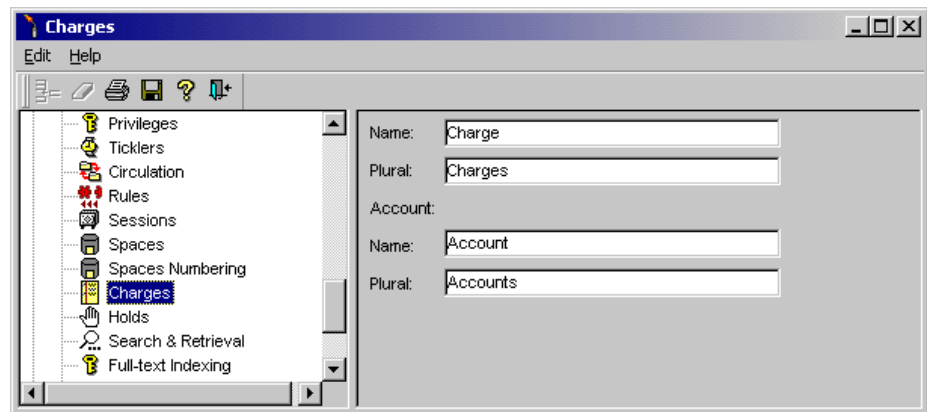 Charges
Edit Help
Privileges
Ticklers
Circulation
Rules
Sessions
Spaces
Spaces Numbering
Charges
Holds
Search & Retrieval
Full-text Indexing
Name: Charge
Plural: Charges
Account:
Name: Account
Plural: Accounts